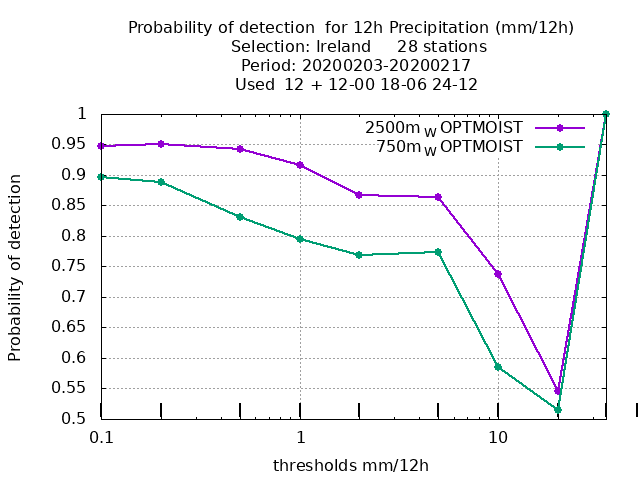 Probability of detection  for 12h Precipitation (mm/12h)
Selection: Ireland     28 stations
Period: 20200203-20200217
Used  12 + 12-00 18-06 24-12
2500m W OPTMOIST
750m W OPTMOIST
1
0.95
0.9
0.85
0.8
0.75
0.7
0.65
0.6
0.55
0.5
Probability of detection
0.1 1 10
thresholds mm/12h